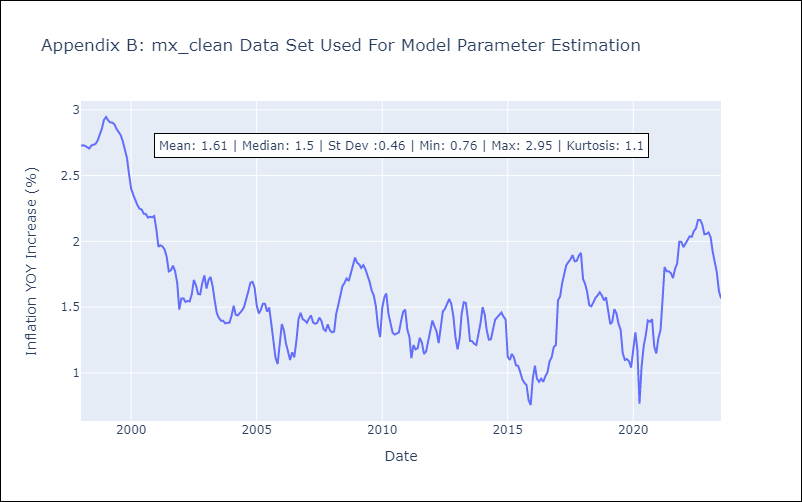 Appendix B: mx_clean Data Set Used For Model Parameter Estimation
Mean: 1.61 | Median: 1.5 | St Dev :0.46 | Min: 0.76 | Max: 2.95 | Kurtosis: 1.1
Inflation YOY Increase (%)
3
2.5
2
1.5
1
2000
2005
2010
2015
2020
Date